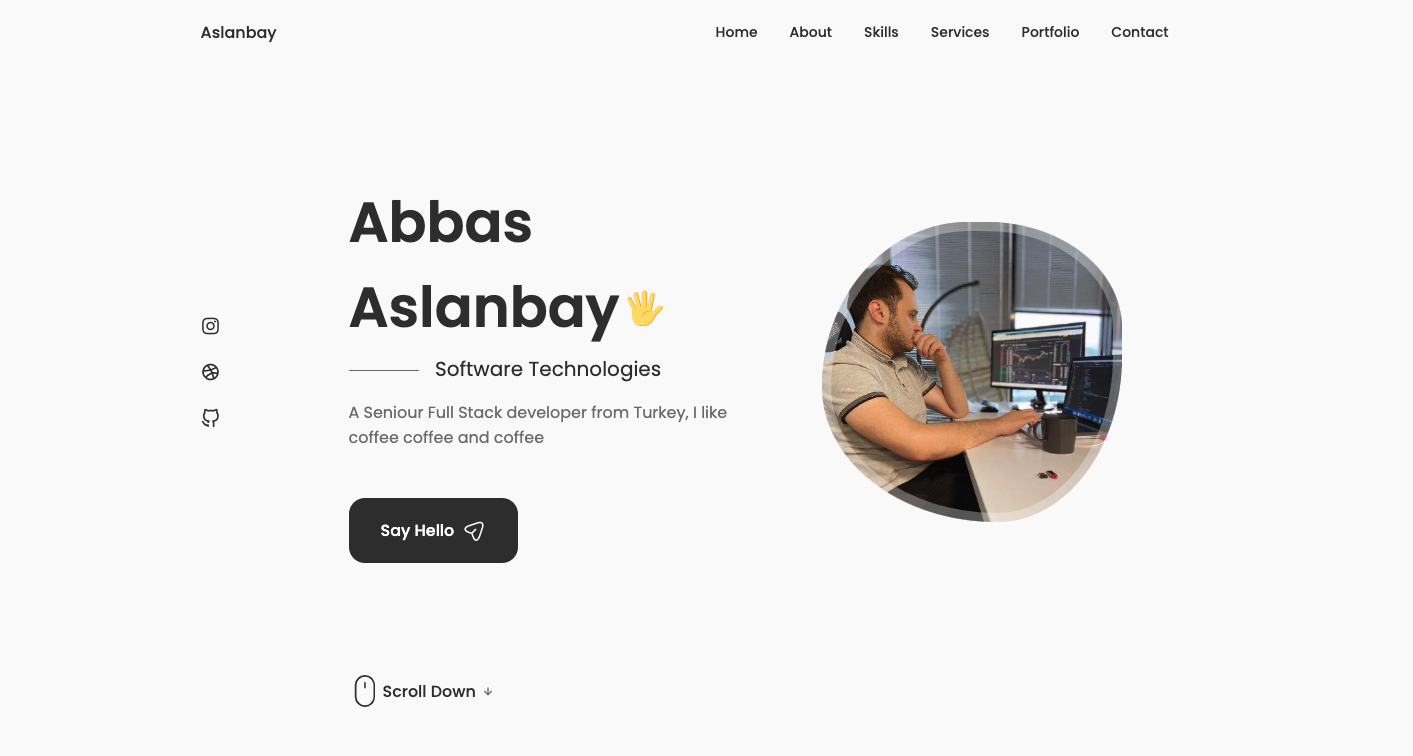 Aslanbay
Home About Skills Services Portfolio Contact
Abbas
Aslanbay👋
Software Technologies
A Seniour Full Stack developer from Turkey, I like
coffee coffee and coffee
Say Hello
Scroll Down